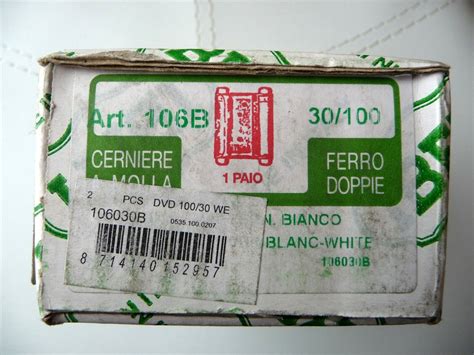 Art. 106B
30/100
CERNIERE
A MOLLA
1 PAIO
FERRO
DOPPIE
2 PCS DVD 100/30 WE
106030B
0535.100.0207
8 714140 152957
N. BIANCO
BLANC-WHITE
106030B